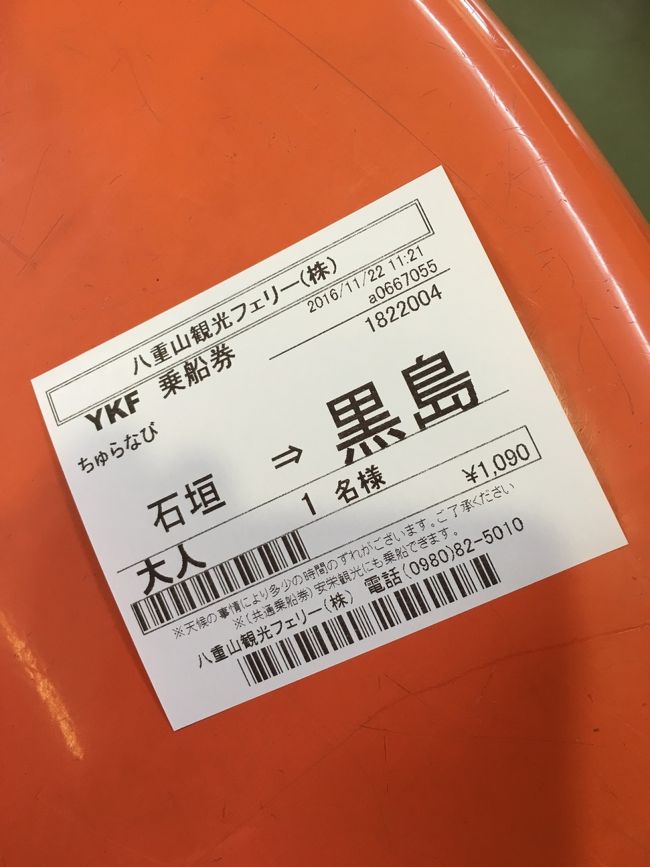 八重山観光フェリー(株)
2016/11/22 11:21
YKF 乗船券
a0667055
1822004
ちゅらなび
石垣 ⇒ 黒島
大人 1 名様 ¥1,090
※天候の事情により多少の時間のずれがございます。ご了承ください
※(共通乗船券)安栄観光にも乗船できます。
八重山観光フェリー(株) 電話(0980)82-5010